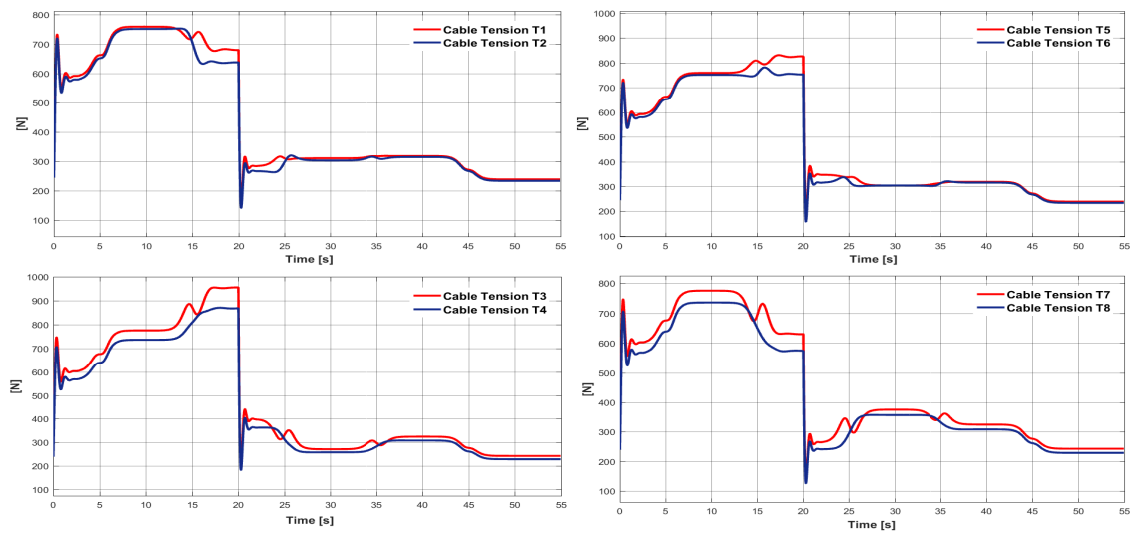 800
700
600
500
400
300
200
100
[N]
Cable Tension T1
Cable Tension T2
0 5 10 15 20 25 30 35 40 45 50 55
Time [s]
1000
900
800
700
600
500
400
300
200
100
[N]
Cable Tension T5
Cable Tension T6
0 5 10 15 20 25 30 35 40 45 50 55
Time [s]
1000
900
800
700
600
500
400
300
200
100
[N]
Cable Tension T3
Cable Tension T4
0 5 10 15 20 25 30 35 40 45 50 55
Time [s]
800
700
600
500
400
300
200
100
[N]
Cable Tension T7
Cable Tension T8
0 5 10 15 20 25 30 35 40 45 50 55
Time [s]